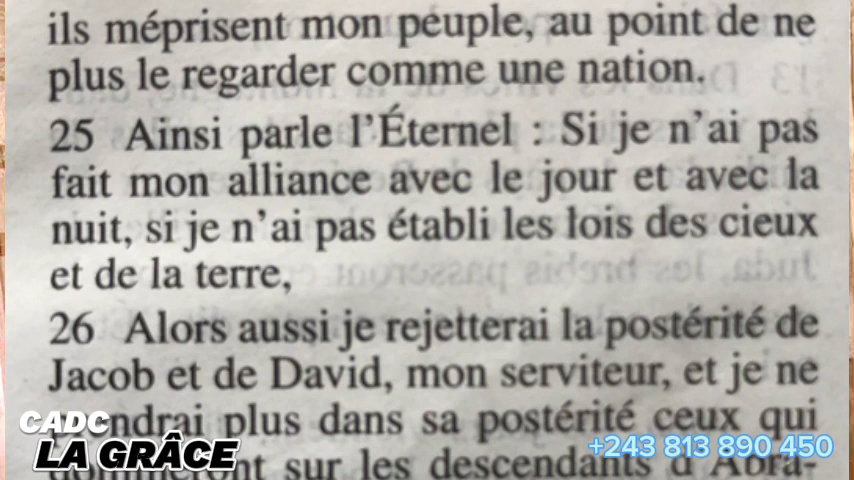 ils méprisent mon peuple, au point de ne
plus le regarder comme une nation.
25 Ainsi parle l’Éternel : Si je n’ai pas
fait mon alliance avec le jour et avec la
nuit, si je n’ai pas établi les lois des cieux
et de la terre,
26 Alors aussi je rejetterai la postérité de
Jacob et de David, mon serviteur, et je ne
plus dans sa postérité ceux qui
sur les descendants d’Abra-
CADC
LA GRÂCE
+243 813 890 450